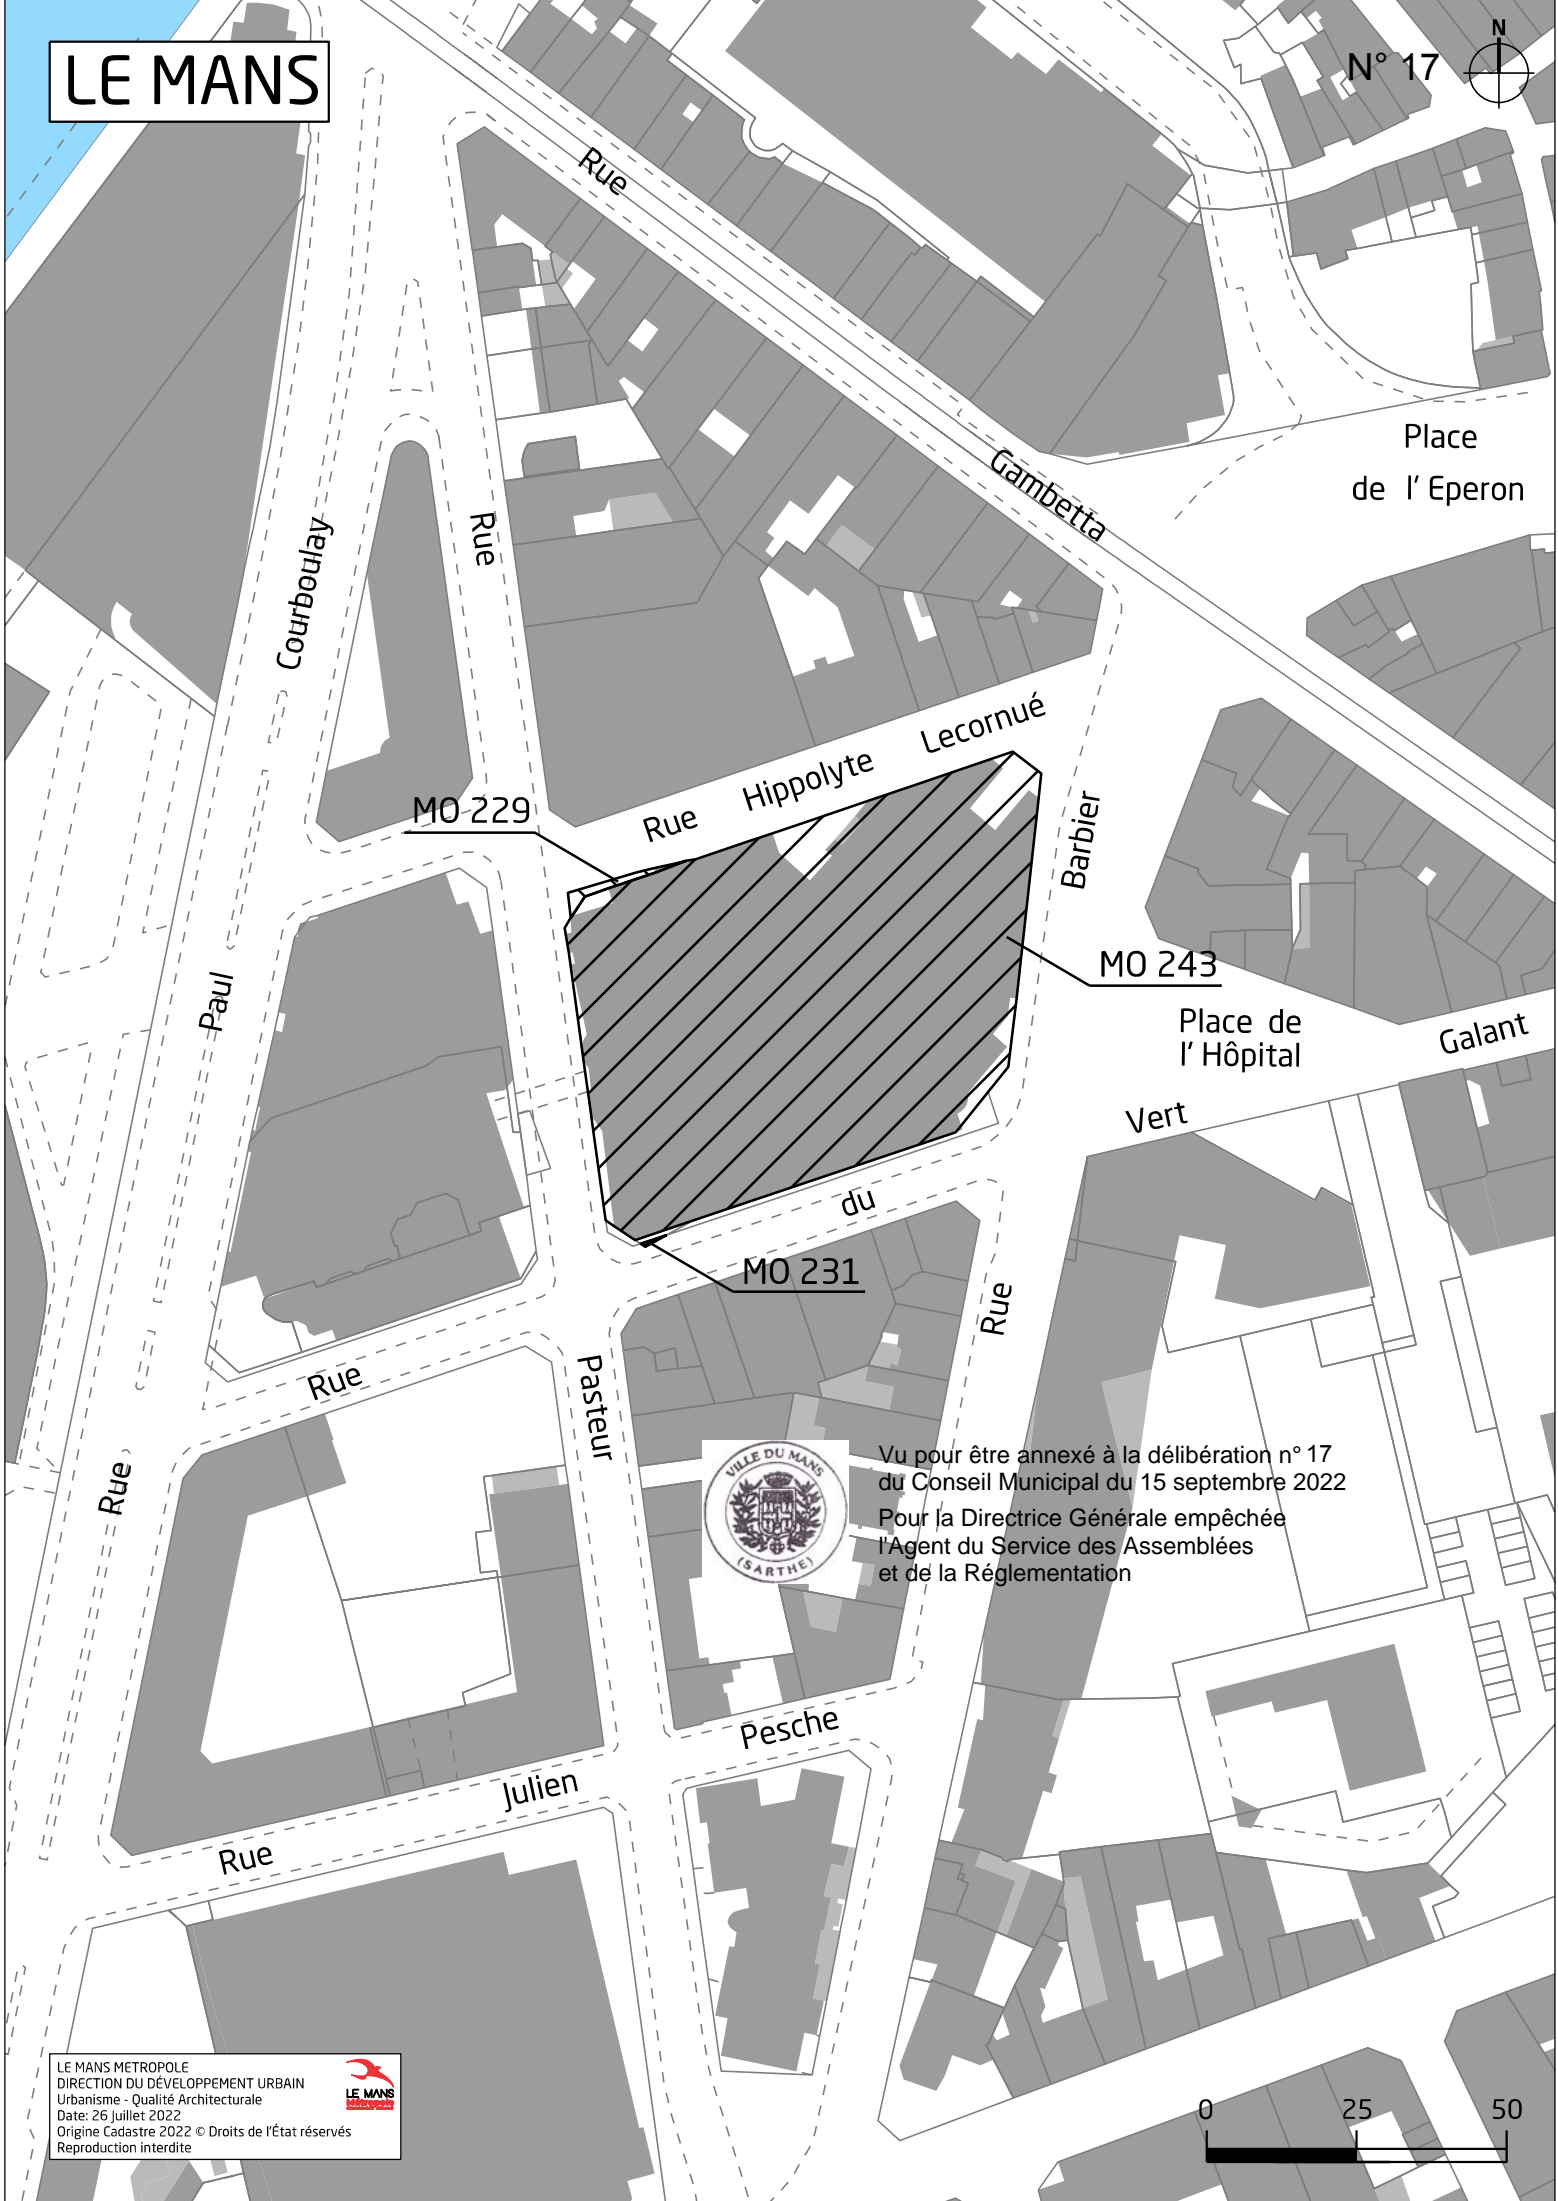 LE MANS
N° 17
N
Rue
Gambetta
Place
de l' Eperon
Courboulay
Rue
Rue Hippolyte Lecornué
MO 229
Barbier
MO 243
Paul
Place de
l' Hôpital
Galant
Vert
du
MO 231
Rue
Rue
Pasteur
Rue
VILLE DU MANS
(SARTHE)
Vu pour être annexé à la délibération n° 17
du Conseil Municipal du 15 septembre 2022
Pour la Directrice Générale empêchée
l'Agent du Service des Assemblées
et de la Réglementation
Pesche
Julien
Rue
LE MANS METROPOLE
DIRECTION DU DÉVELOPPEMENT URBAIN
Urbanisme - Qualité Architecturale
Date: 26 juillet 2022
Origine Cadastre 2022 © Droits de l'État réservés
Reproduction interdite
LE MANS
Métropole
0 25 50